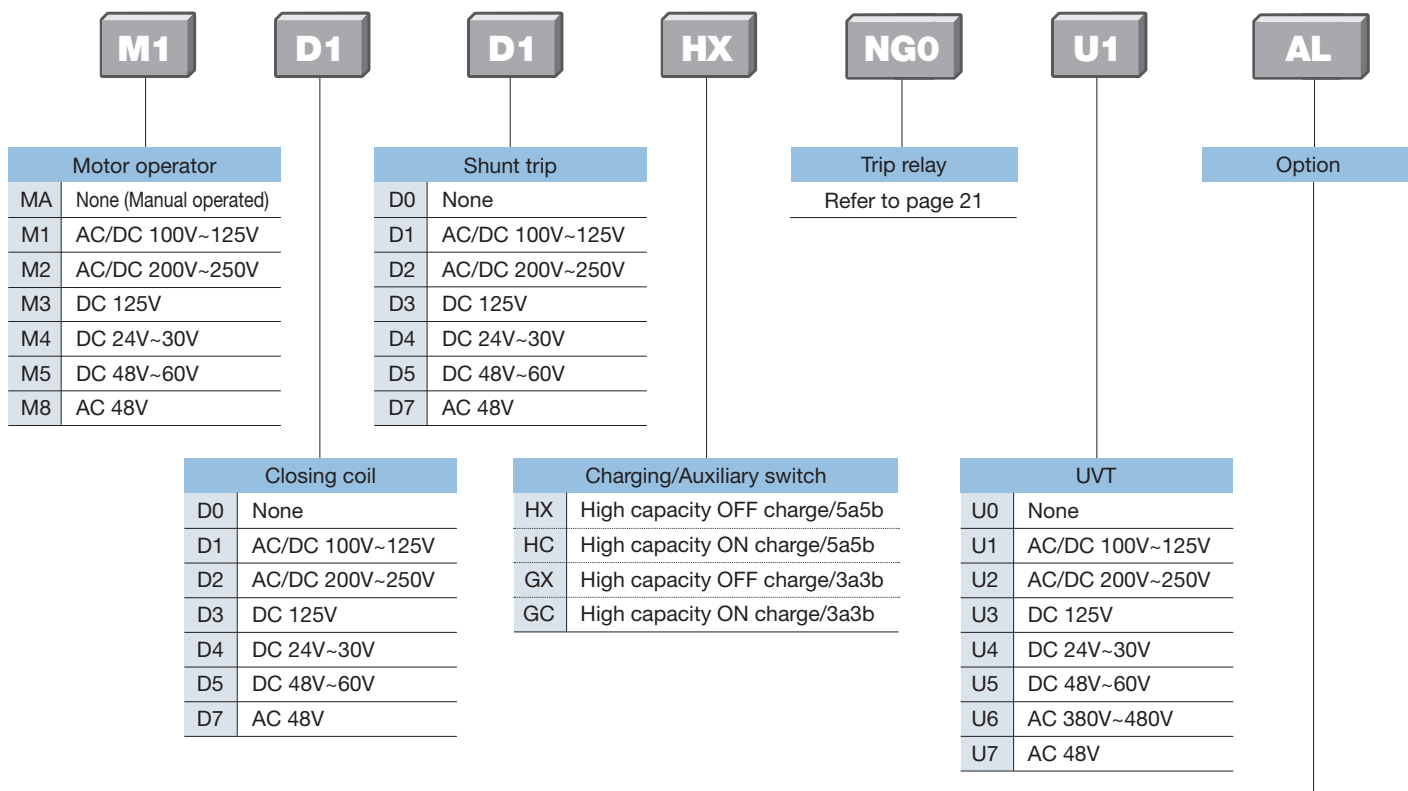 M1 D1 D1 HX NG0 U1 AL
Motor operator
MA None (Manual operated)
M1 AC/DC 100V~125V
M2 AC/DC 200V~250V
M3 DC 125V
M4 DC 24V~30V
M5 DC 48V~60V
M8 AC 48V
Shunt trip
D0 None
D1 AC/DC 100V~125V
D2 AC/DC 200V~250V
D3 DC 125V
D4 DC 24V~30V
D5 DC 48V~60V
D7 AC 48V
Trip relay
Refer to page 21
Option
Closing coil
D0 None
D1 AC/DC 100V~125V
D2 AC/DC 200V~250V
D3 DC 125V
D4 DC 24V~30V
D5 DC 48V~60V
D7 AC 48V
Charging/Auxiliary switch
HX High capacity OFF charge/5a5b
HC High capacity ON charge/5a5b
GX High capacity OFF charge/3a3b
GC High capacity ON charge/3a3b
UVT
U0 None
U1 AC/DC 100V~125V
U2 AC/DC 200V~250V
U3 DC 125V
U4 DC 24V~30V
U5 DC 48V~60V
U6 AC 380V~480V
U7 AC 48V